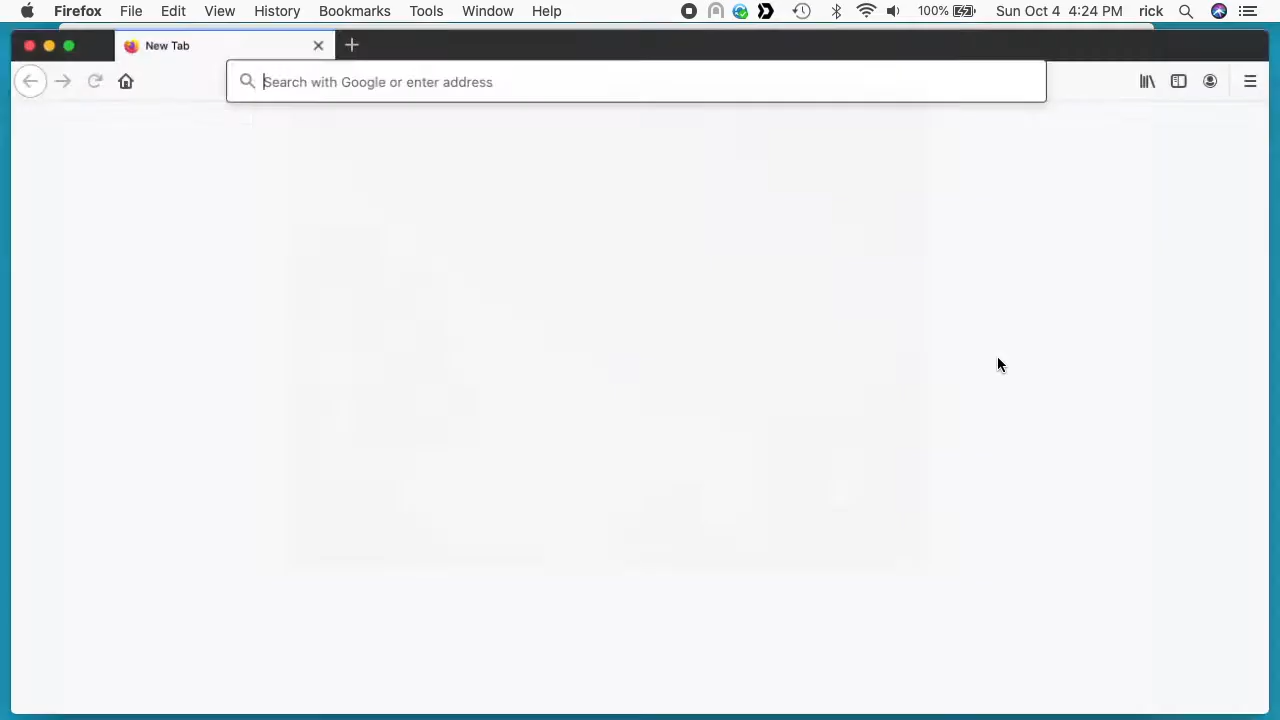 Firefox File Edit View History Bookmarks Tools Window Help 100% Sun Oct 4 4:24 PM rick
New Tab
Search with Google or enter address